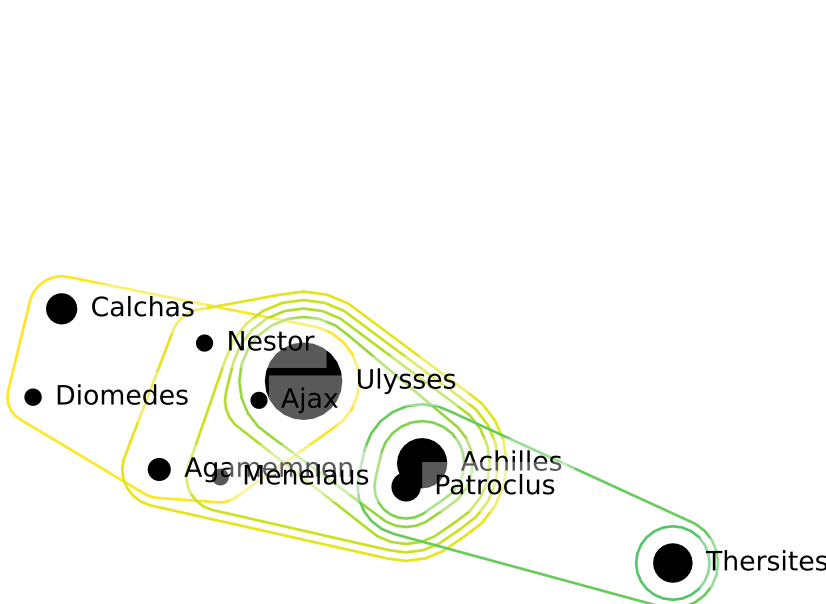 Calchas
Nestor
Ulysses
Diomedes
Ajax
Achilles
Agamemnon
Menelaus
Patroclus
Thersites